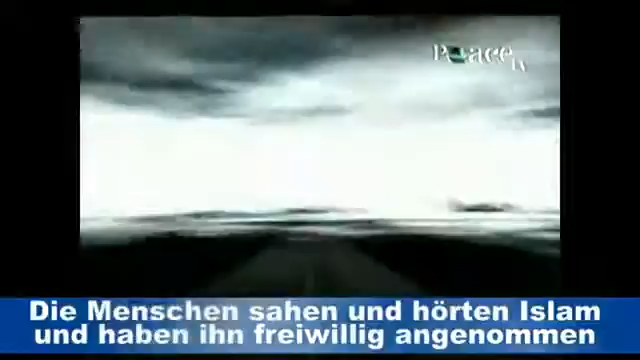 Peace TV
Die Menschen sahen und hörten Islam
und haben ihn freiwillig angenommen